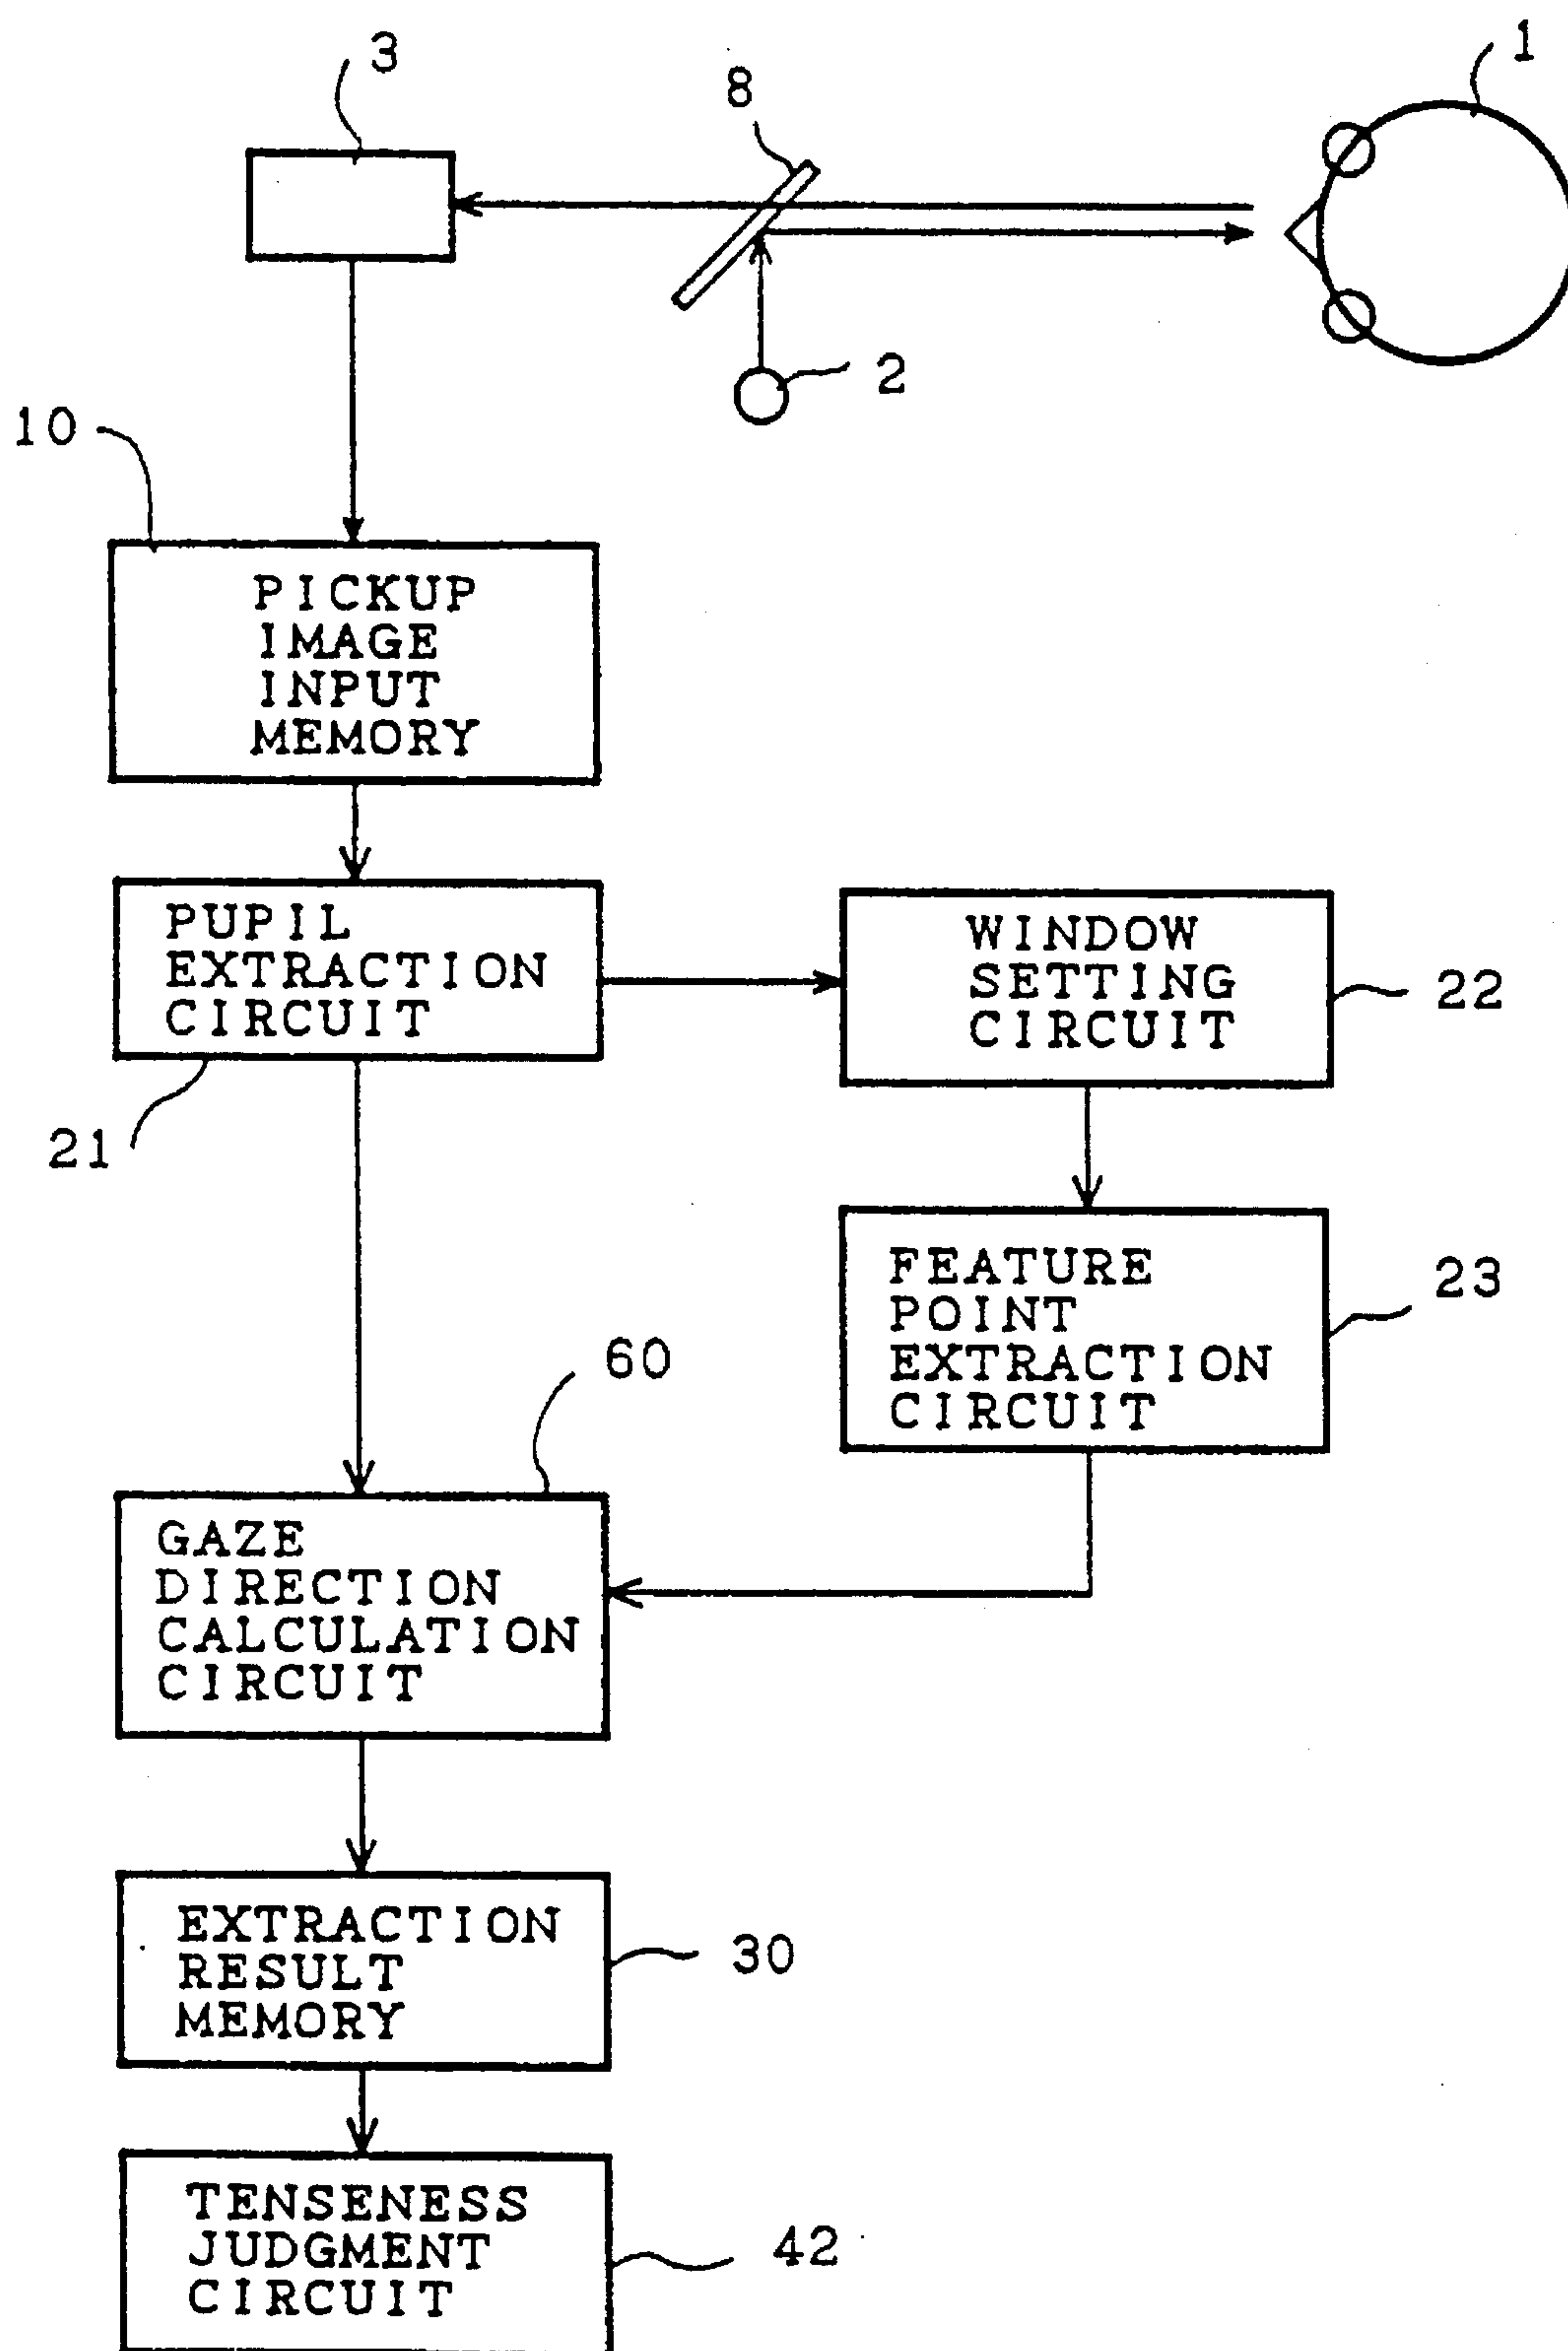 3
8
1
2
10
PICKUP
IMAGE
INPUT
MEMORY
PUPIL
EXTRACTION
CIRCUIT
21
WINDOW
SETTING
CIRCUIT
22
FEATURE
POINT
EXTRACTION
CIRCUIT
23
60
GAZE
DIRECTION
CALCULATION
CIRCUIT
EXTRACTION
RESULT
MEMORY
30
TENSENESS
JUDGMENT
CIRCUIT
42